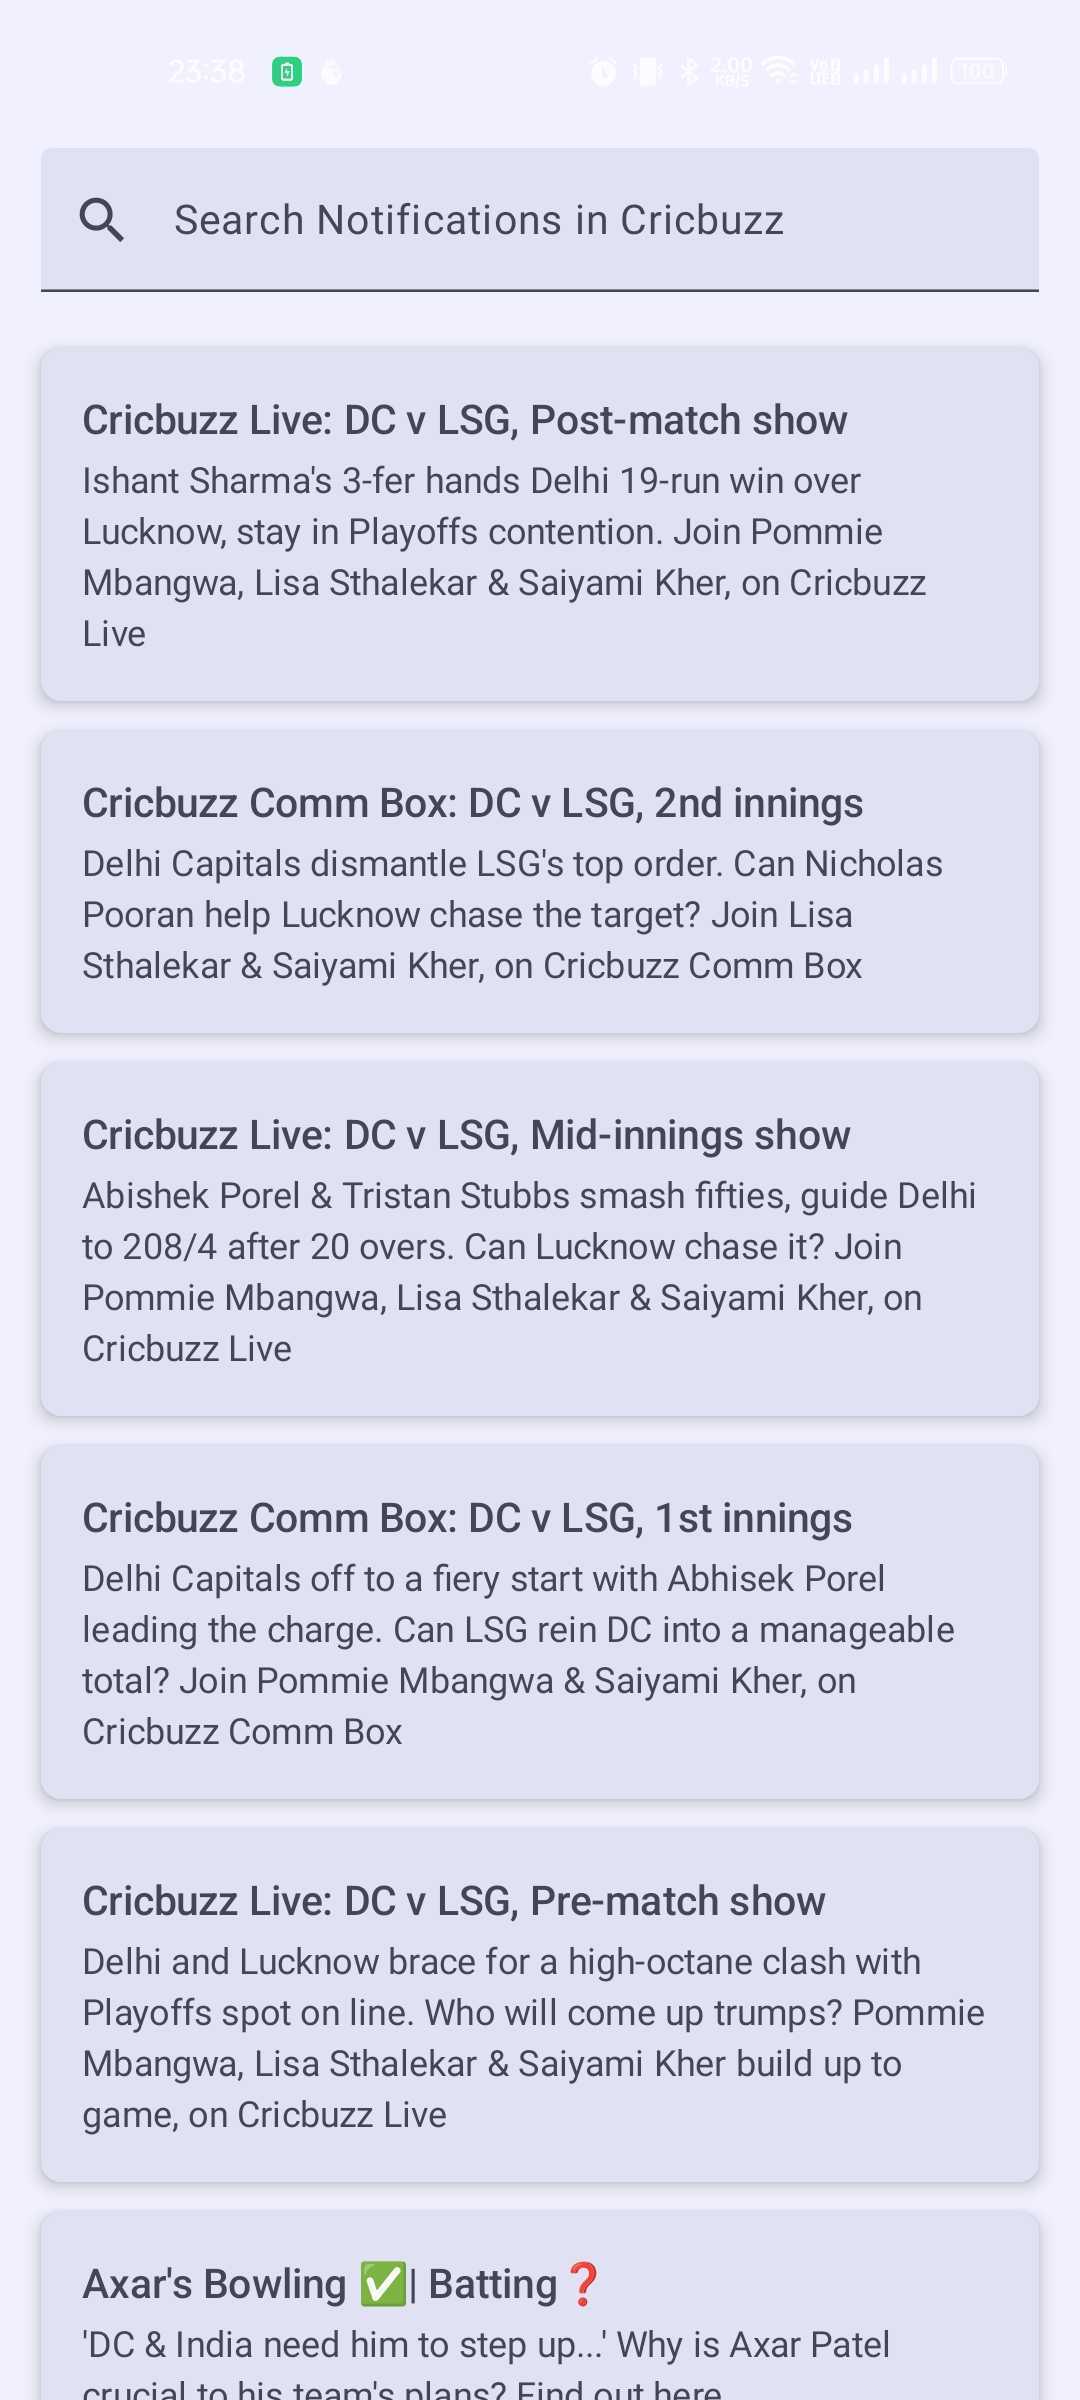 23:38
2.00 KB/S
100
Search Notifications in Cricbuzz
Cricbuzz Live: DC v LSG, Post-match show
Ishant Sharma's 3-fer hands Delhi 19-run win over
Lucknow, stay in Playoffs contention. Join Pommie
Mbangwa, Lisa Sthalekar & Saiyami Kher, on Cricbuzz
Live
Cricbuzz Comm Box: DC v LSG, 2nd innings
Delhi Capitals dismantle LSG's top order. Can Nicholas
Pooran help Lucknow chase the target? Join Lisa
Sthalekar & Saiyami Kher, on Cricbuzz Comm Box
Cricbuzz Live: DC v LSG, Mid-innings show
Abishek Porel & Tristan Stubbs smash fifties, guide Delhi
to 208/4 after 20 overs. Can Lucknow chase it? Join
Pommie Mbangwa, Lisa Sthalekar & Saiyami Kher, on
Cricbuzz Live
Cricbuzz Comm Box: DC v LSG, 1st innings
Delhi Capitals off to a fiery start with Abhisek Porel
leading the charge. Can LSG rein DC into a manageable
total? Join Pommie Mbangwa & Saiyami Kher, on
Cricbuzz Comm Box
Cricbuzz Live: DC v LSG, Pre-match show
Delhi and Lucknow brace for a high-octane clash with
Playoffs spot on line. Who will come up trumps? Pommie
Mbangwa, Lisa Sthalekar & Saiyami Kher build up to
game, on Cricbuzz Live
Axar's Bowling ✅| Batting❓
'DC & India need him to step up...' Why is Axar Patel
crucial to his team's plans? Find out here